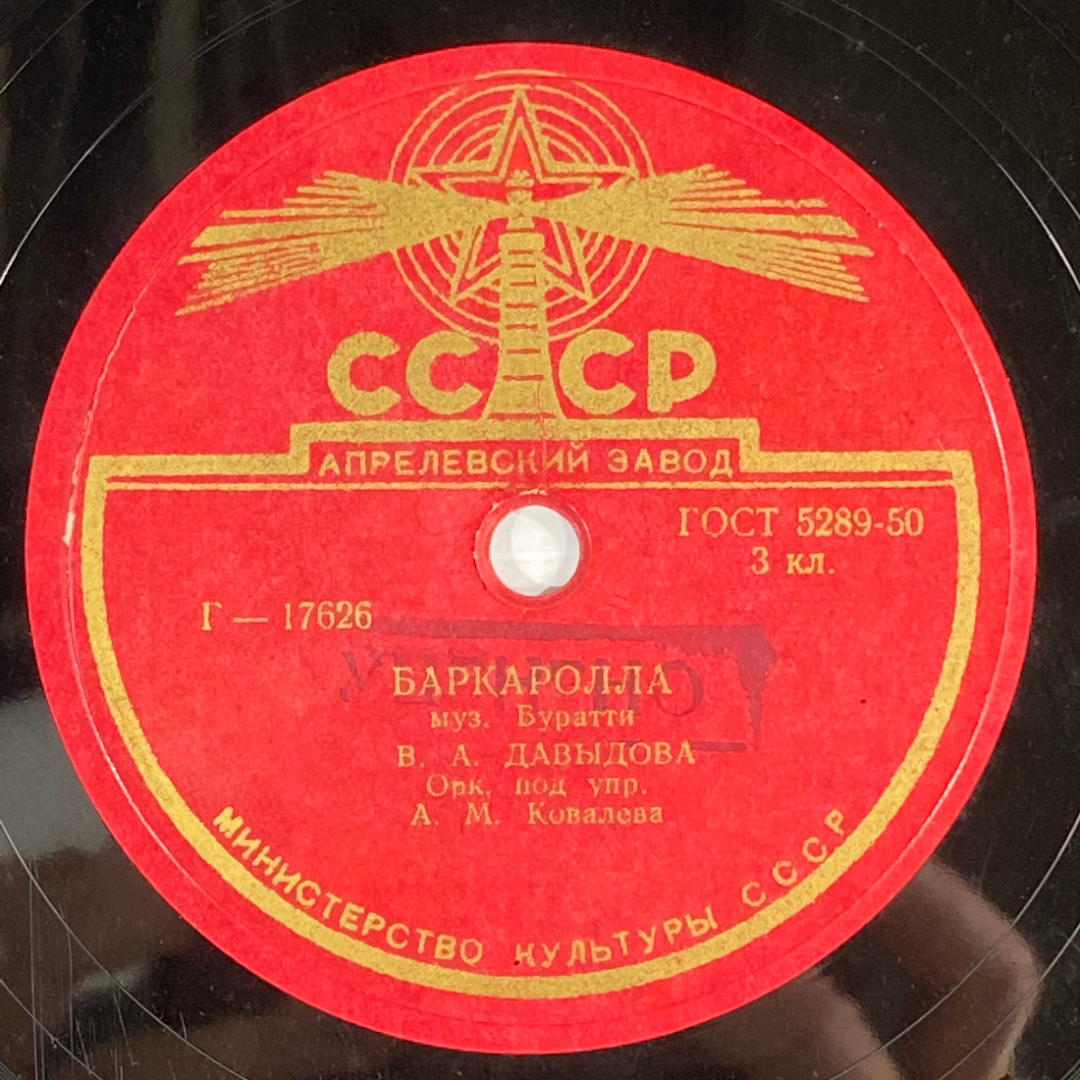 СССР
АПРЕЛЕВСКИЙ ЗАВОД
ГОСТ 5289-50
3 кл.
Г — 17626
БАРКАРОЛЛА
муз. Буратти
В. А. ДАВЫДОВА
Орк. под упр.
А. М. Ковалева
МИНИСТЕРСТВО КУЛЬТУРЫ СССР